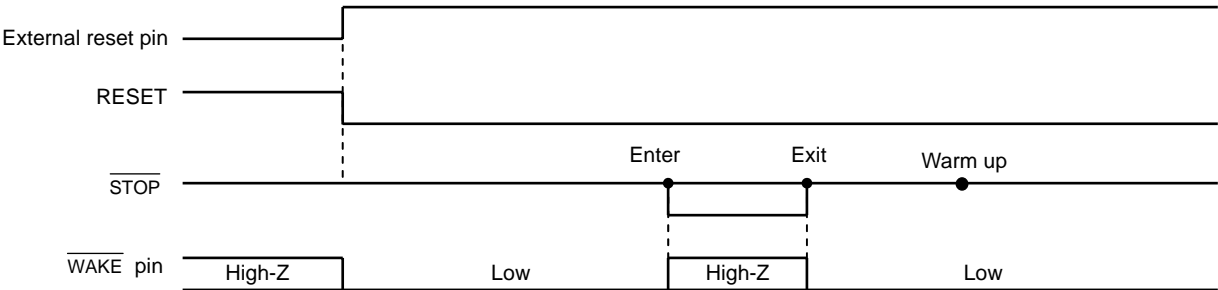 External reset pin
RESET
Enter Exit Warm up
STOP
WAKE pin High-Z Low High-Z Low